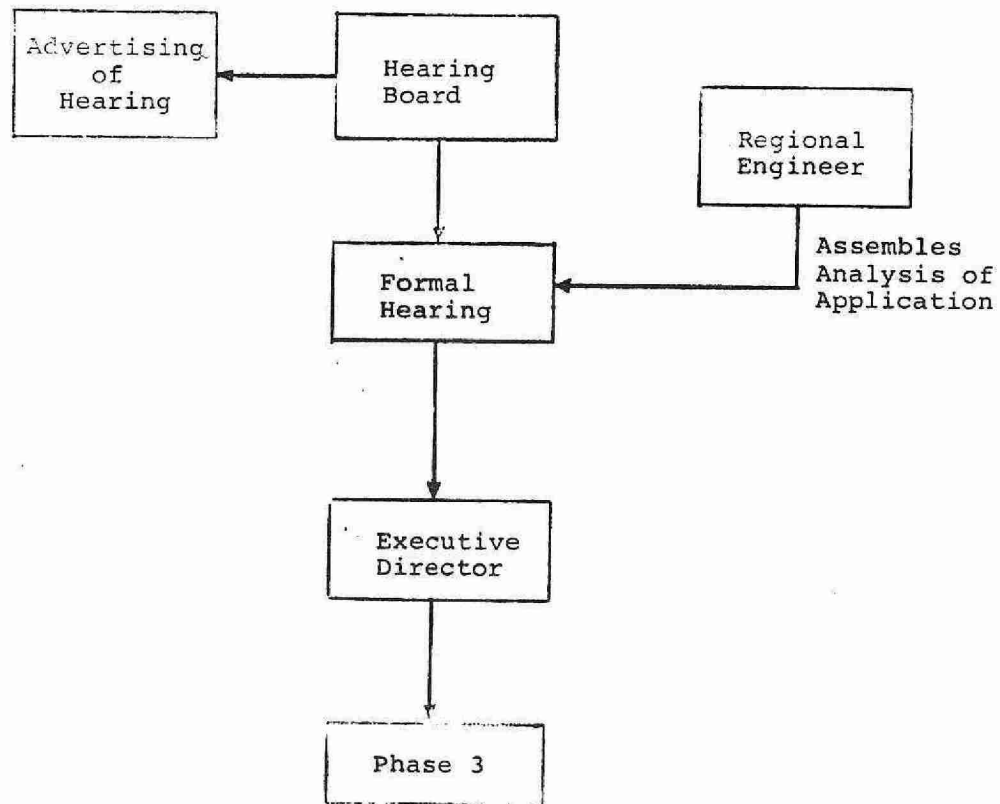 Advertising
of
Hearing
Hearing
Board
Regional
Engineer
Assembles
Analysis of
Application
Formal
Hearing
Executive
Director
Phase 3